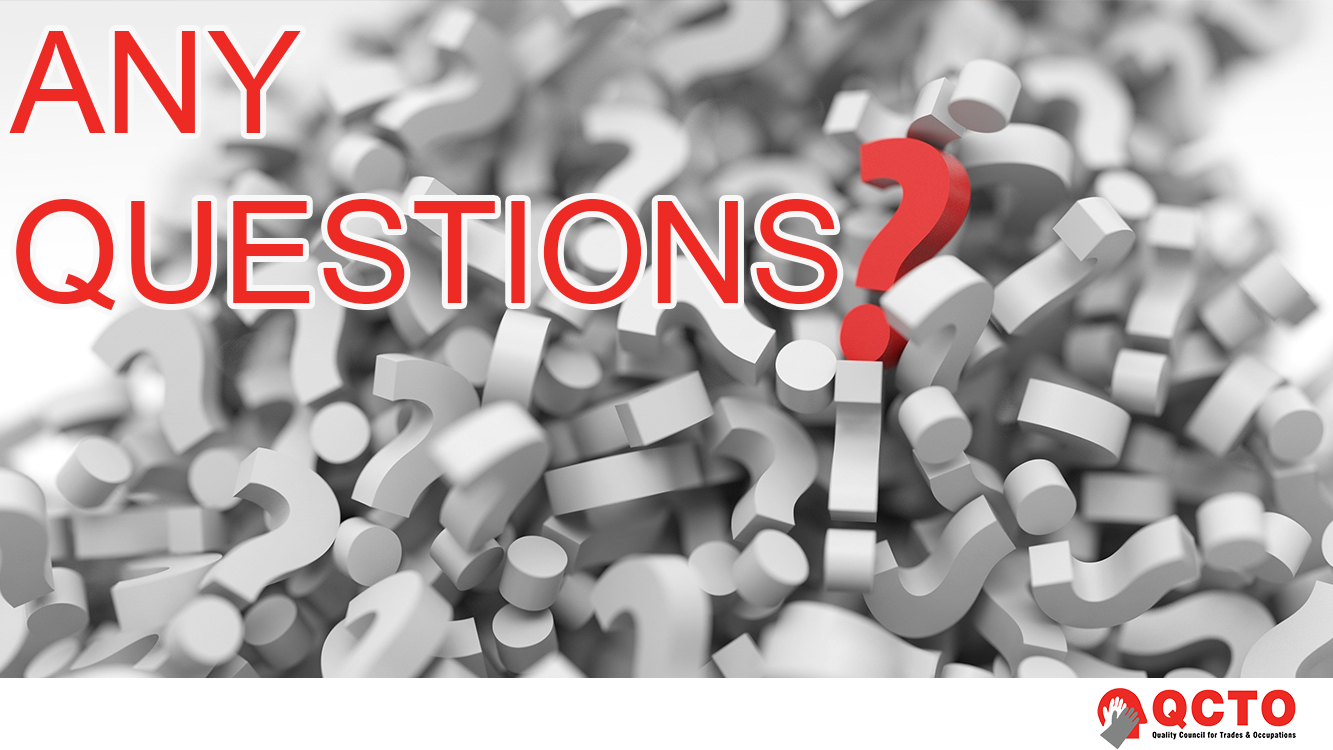 ANY
QUESTIONS?
QCTO
Quality Council for Trades & Occupations